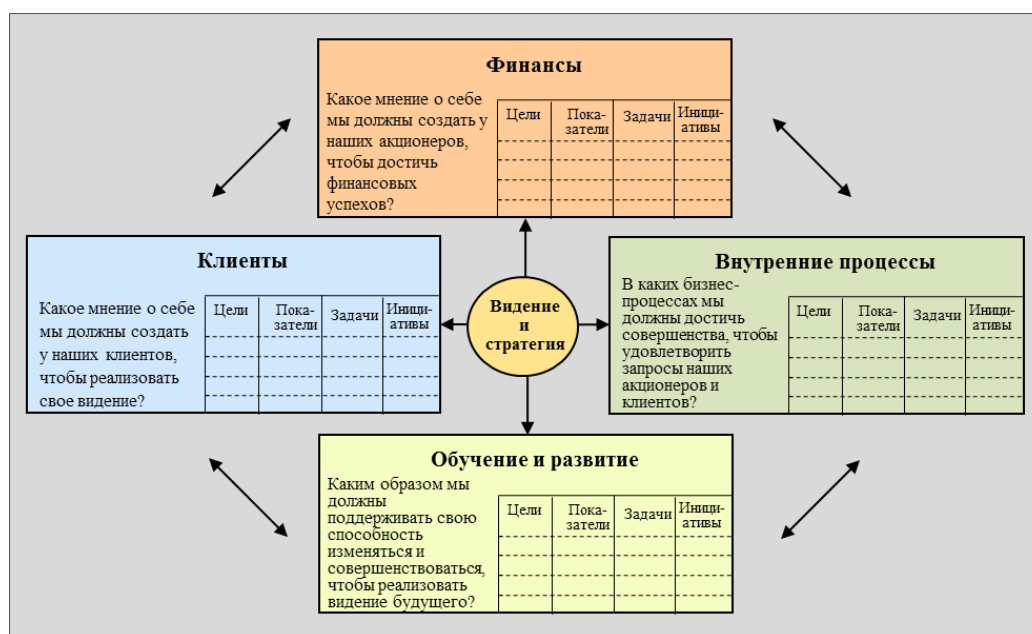 Финансы
Какое мнение о себе
мы должны создать у
наших акционеров,
чтобы достичь
финансовых
успехов?
Цели
Пока-
затели
Задачи
Иници-
ативы
Клиенты
Какое мнение о себе
мы должны создать
у наших клиентов,
чтобы реализовать
свое видение?
Цели
Пока-
затели
Задачи
Иници-
ативы
Видение
и
стратегия
Внутренние процессы
В каких бизнес-
процессах мы
должны достичь
совершенства, чтобы
удовлетворить
запросы наших
акционеров и
клиентов?
Цели
Пока-
затели
Задачи
Иници-
ативы
Обучение и развитие
Каким образом мы
должны
поддерживать свою
способность
изменяться и
совершенствоваться,
чтобы реализовать
видение будущего?
Цели
Пока-
затели
Задачи
Иници-
ативы